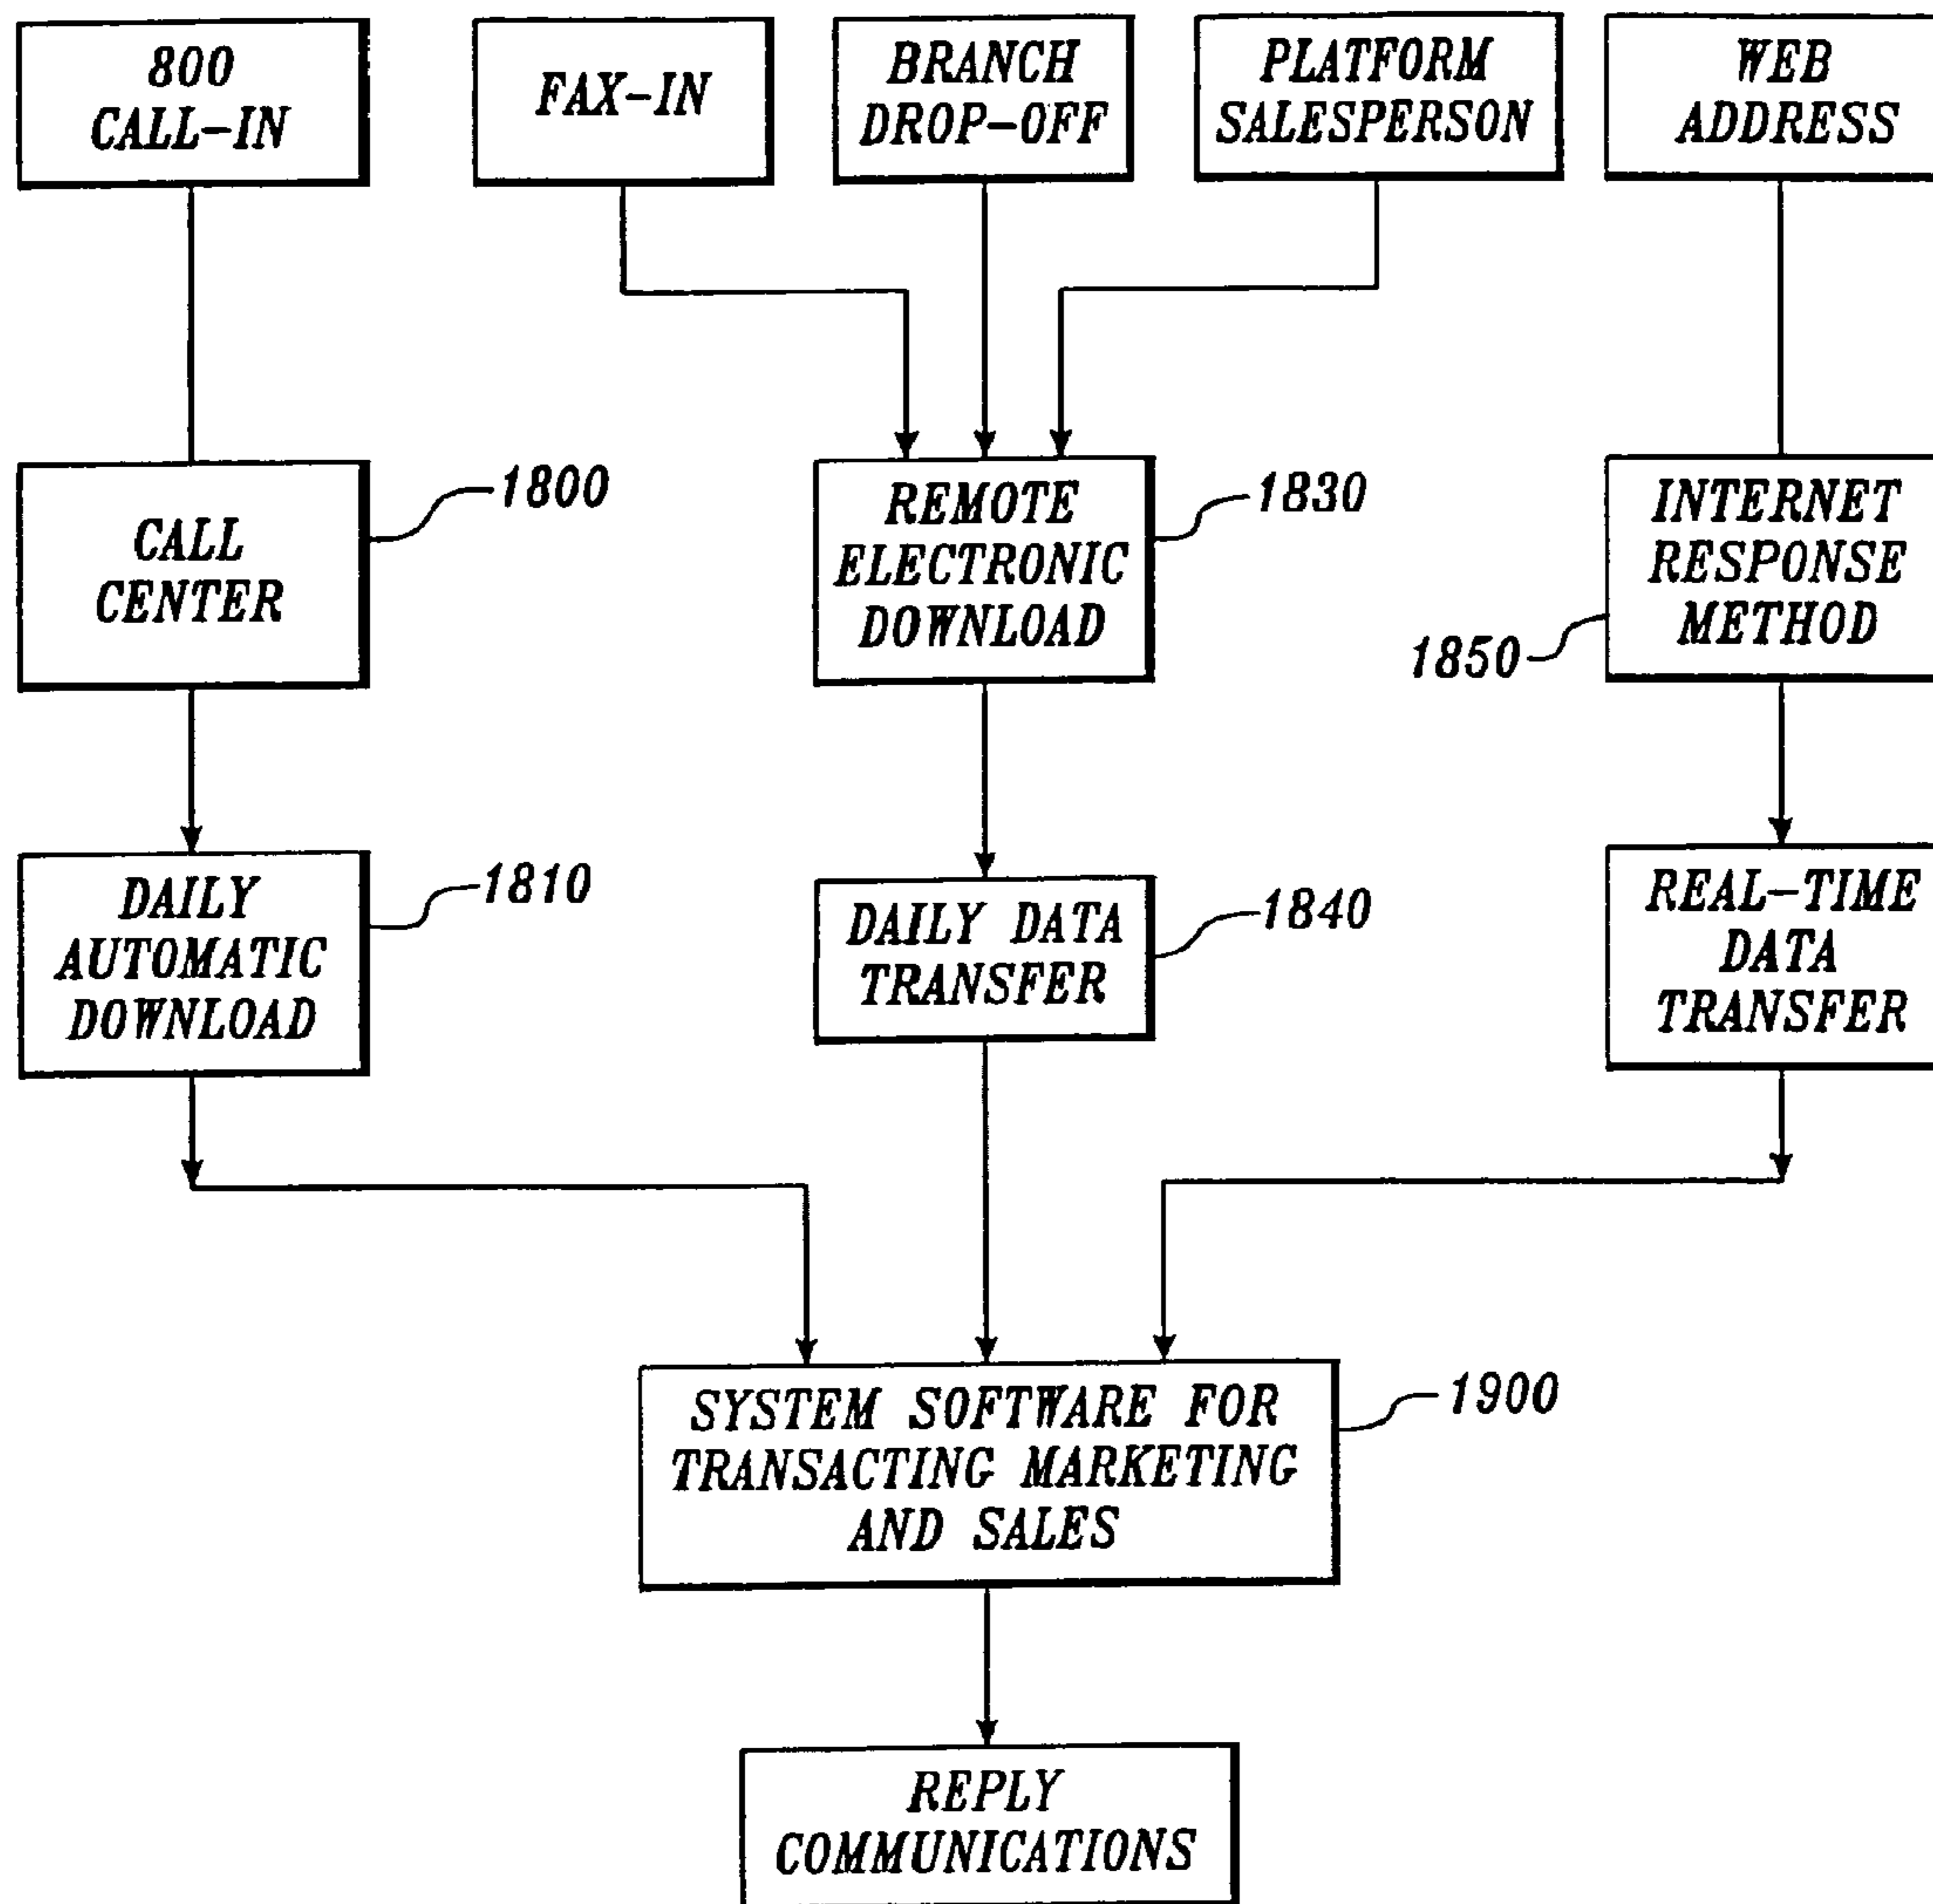 800
CALL-IN
FAX-IN
BRANCH
DROP-OFF
PLATFORM
SALESPERSON
WEB
ADDRESS
CALL
CENTER
1800
REMOTE
ELECTRONIC
DOWNLOAD
1830
INTERNET
RESPONSE
METHOD
1850
DAILY
AUTOMATIC
DOWNLOAD
1810
DAILY DATA
TRANSFER
1840
REAL-TIME
DATA
TRANSFER
SYSTEM SOFTWARE FOR
TRANSACTING MARKETING
AND SALES
1900
REPLY
COMMUNICATIONS